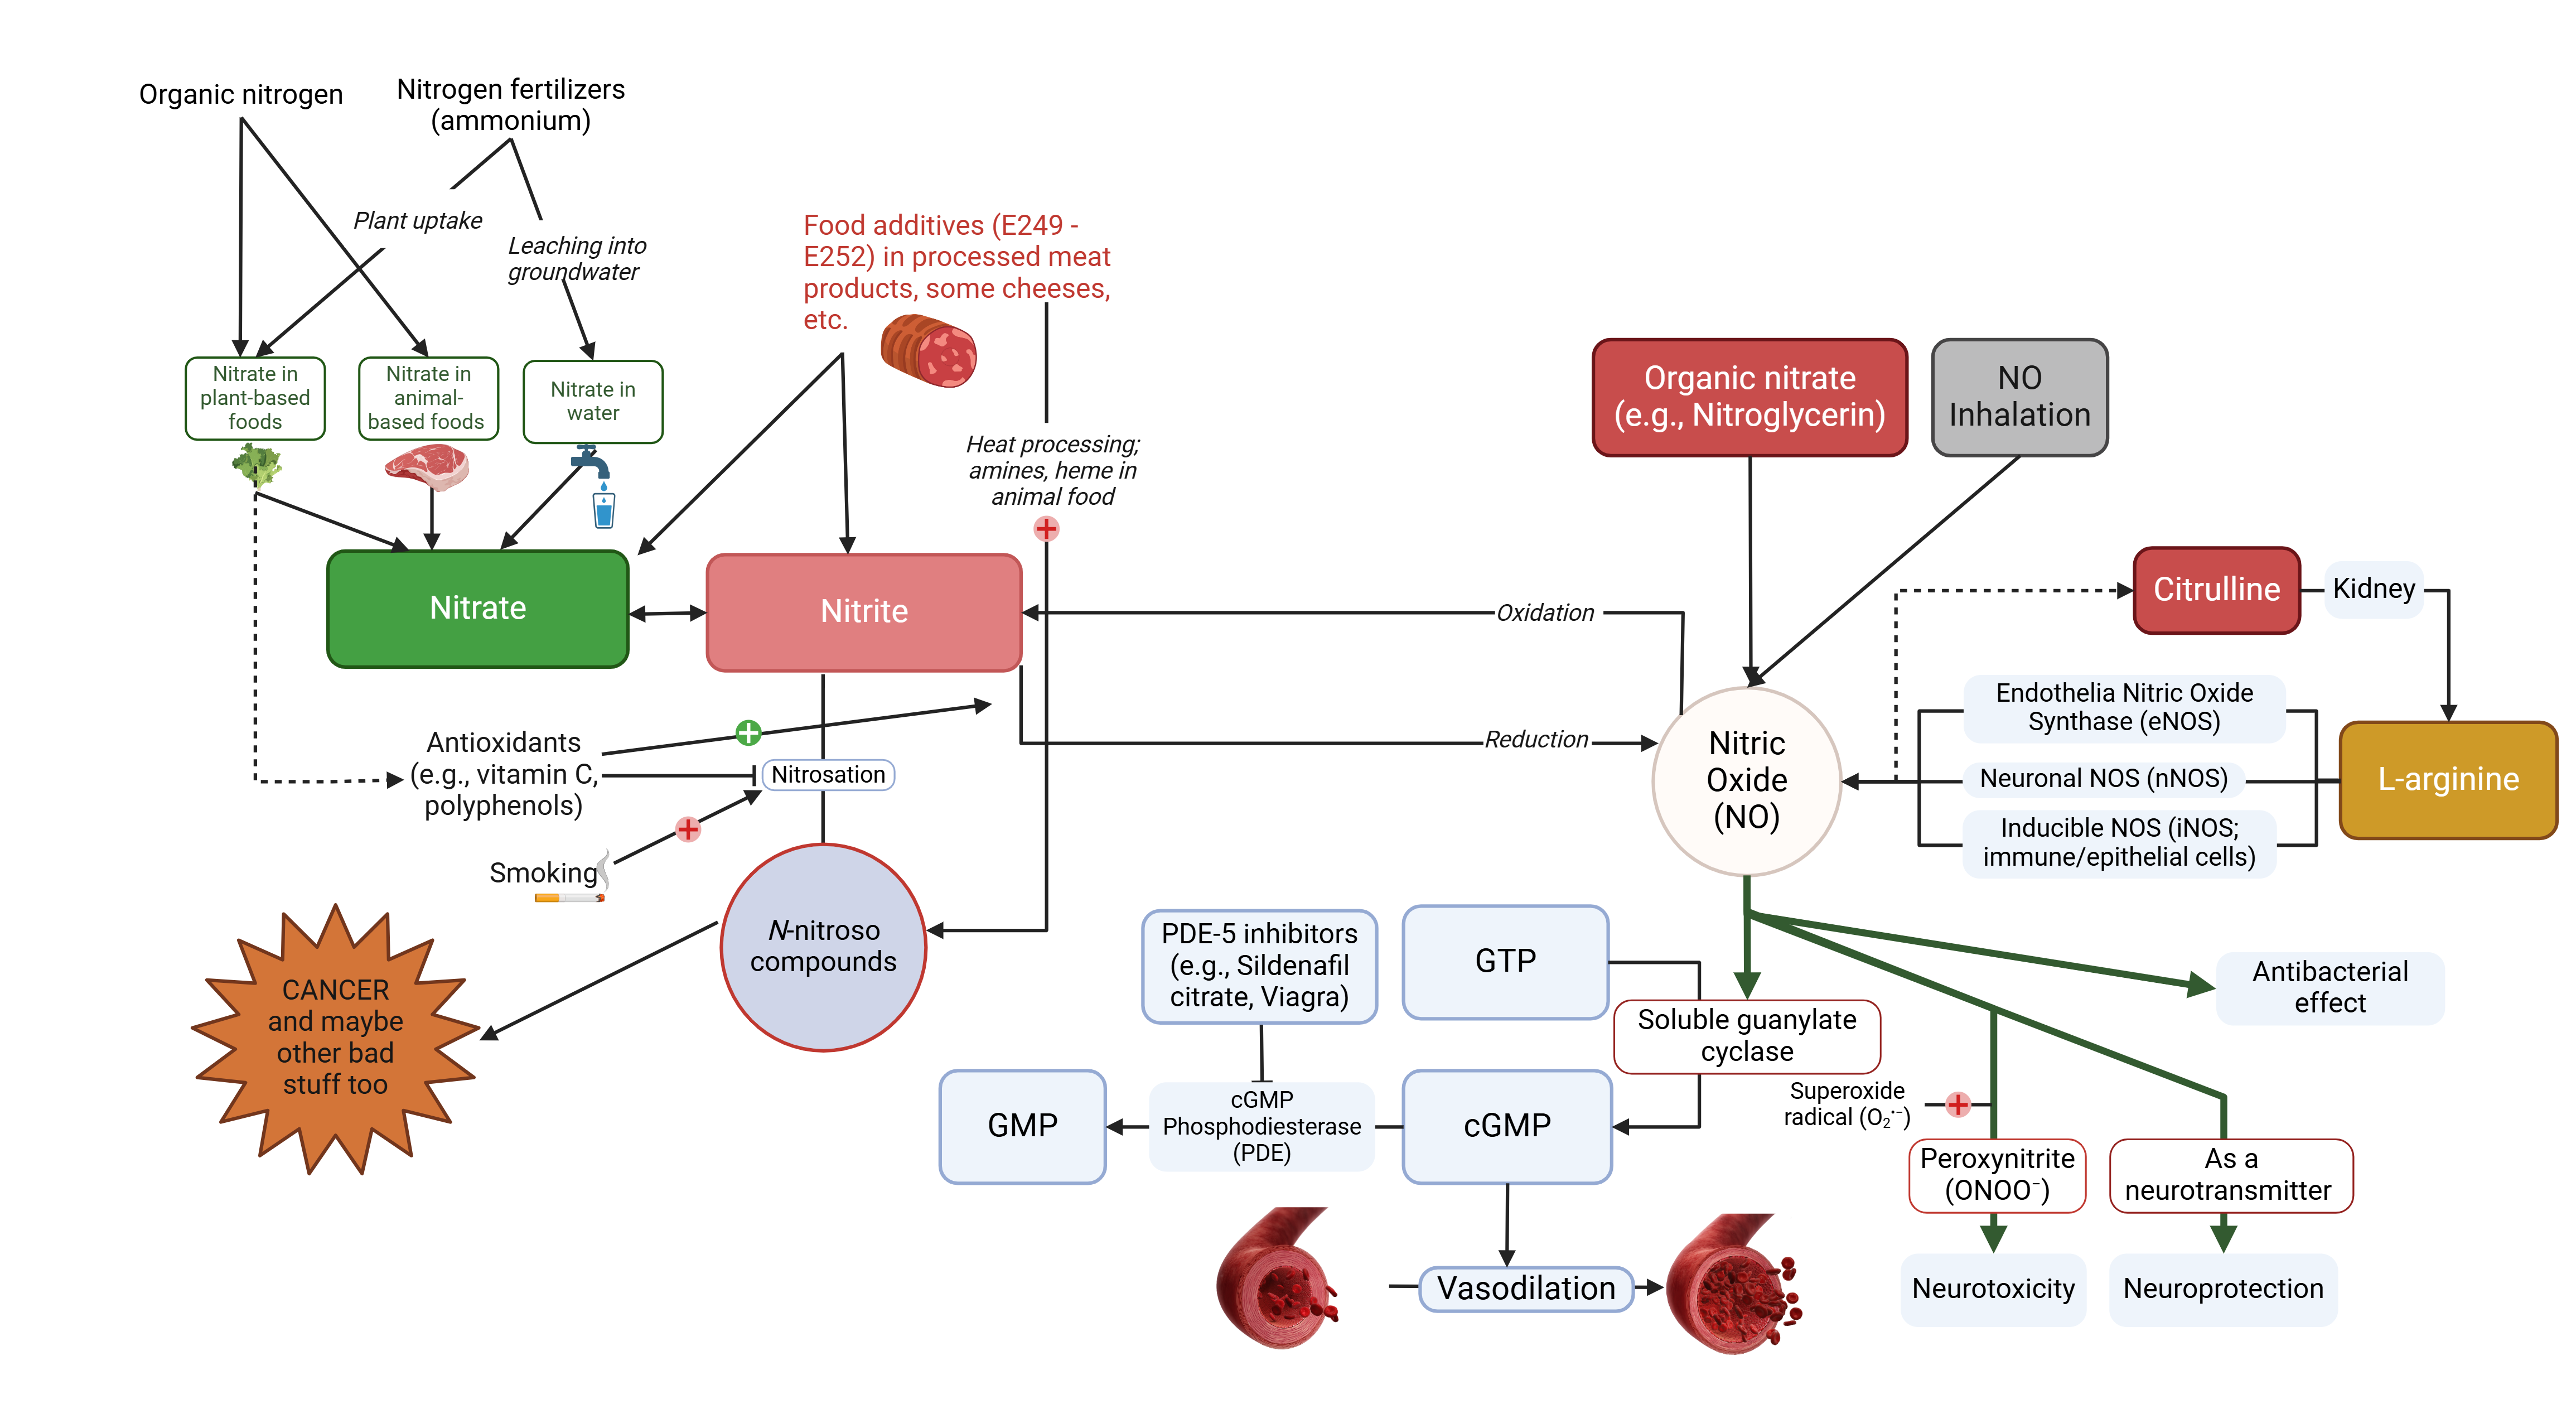 Organic nitrogen
Nitrogen fertilizers
(ammonium)
Plant uptake
Leaching into
groundwater
Food additives (E249 -
E252) in processed meat
products, some cheeses,
etc.
Nitrate in
plant-based
foods
Nitrate in
animal-
based foods
Nitrate in
water
Heat processing;
amines, heme in
animal food
Organic nitrate
(e.g., Nitroglycerin)
NO
Inhalation
Nitrate
Nitrite
Oxidation
Reduction
Citrulline
Kidney
Endothelia Nitric Oxide
Synthase (eNOS)
Neuronal NOS (nNOS)
Inducible NOS (iNOS;
immune/epithelial cells)
L-arginine
Nitric
Oxide
(NO)
Antioxidants
(e.g., vitamin C,
polyphenols)
Nitrosation
Smoking
N-nitroso
compounds
CANCER
and maybe
other bad
stuff too
PDE-5 inhibitors
(e.g., Sildenafil
citrate, Viagra)
GTP
Soluble guanylate
cyclase
Antibacterial
effect
GMP
cGMP
Phosphodiesterase
(PDE)
cGMP
Superoxide
radical (O₂•−)
Peroxynitrite
(ONOO⁻)
As a
neurotransmitter
Vasodilation
Neurotoxicity
Neuroprotection